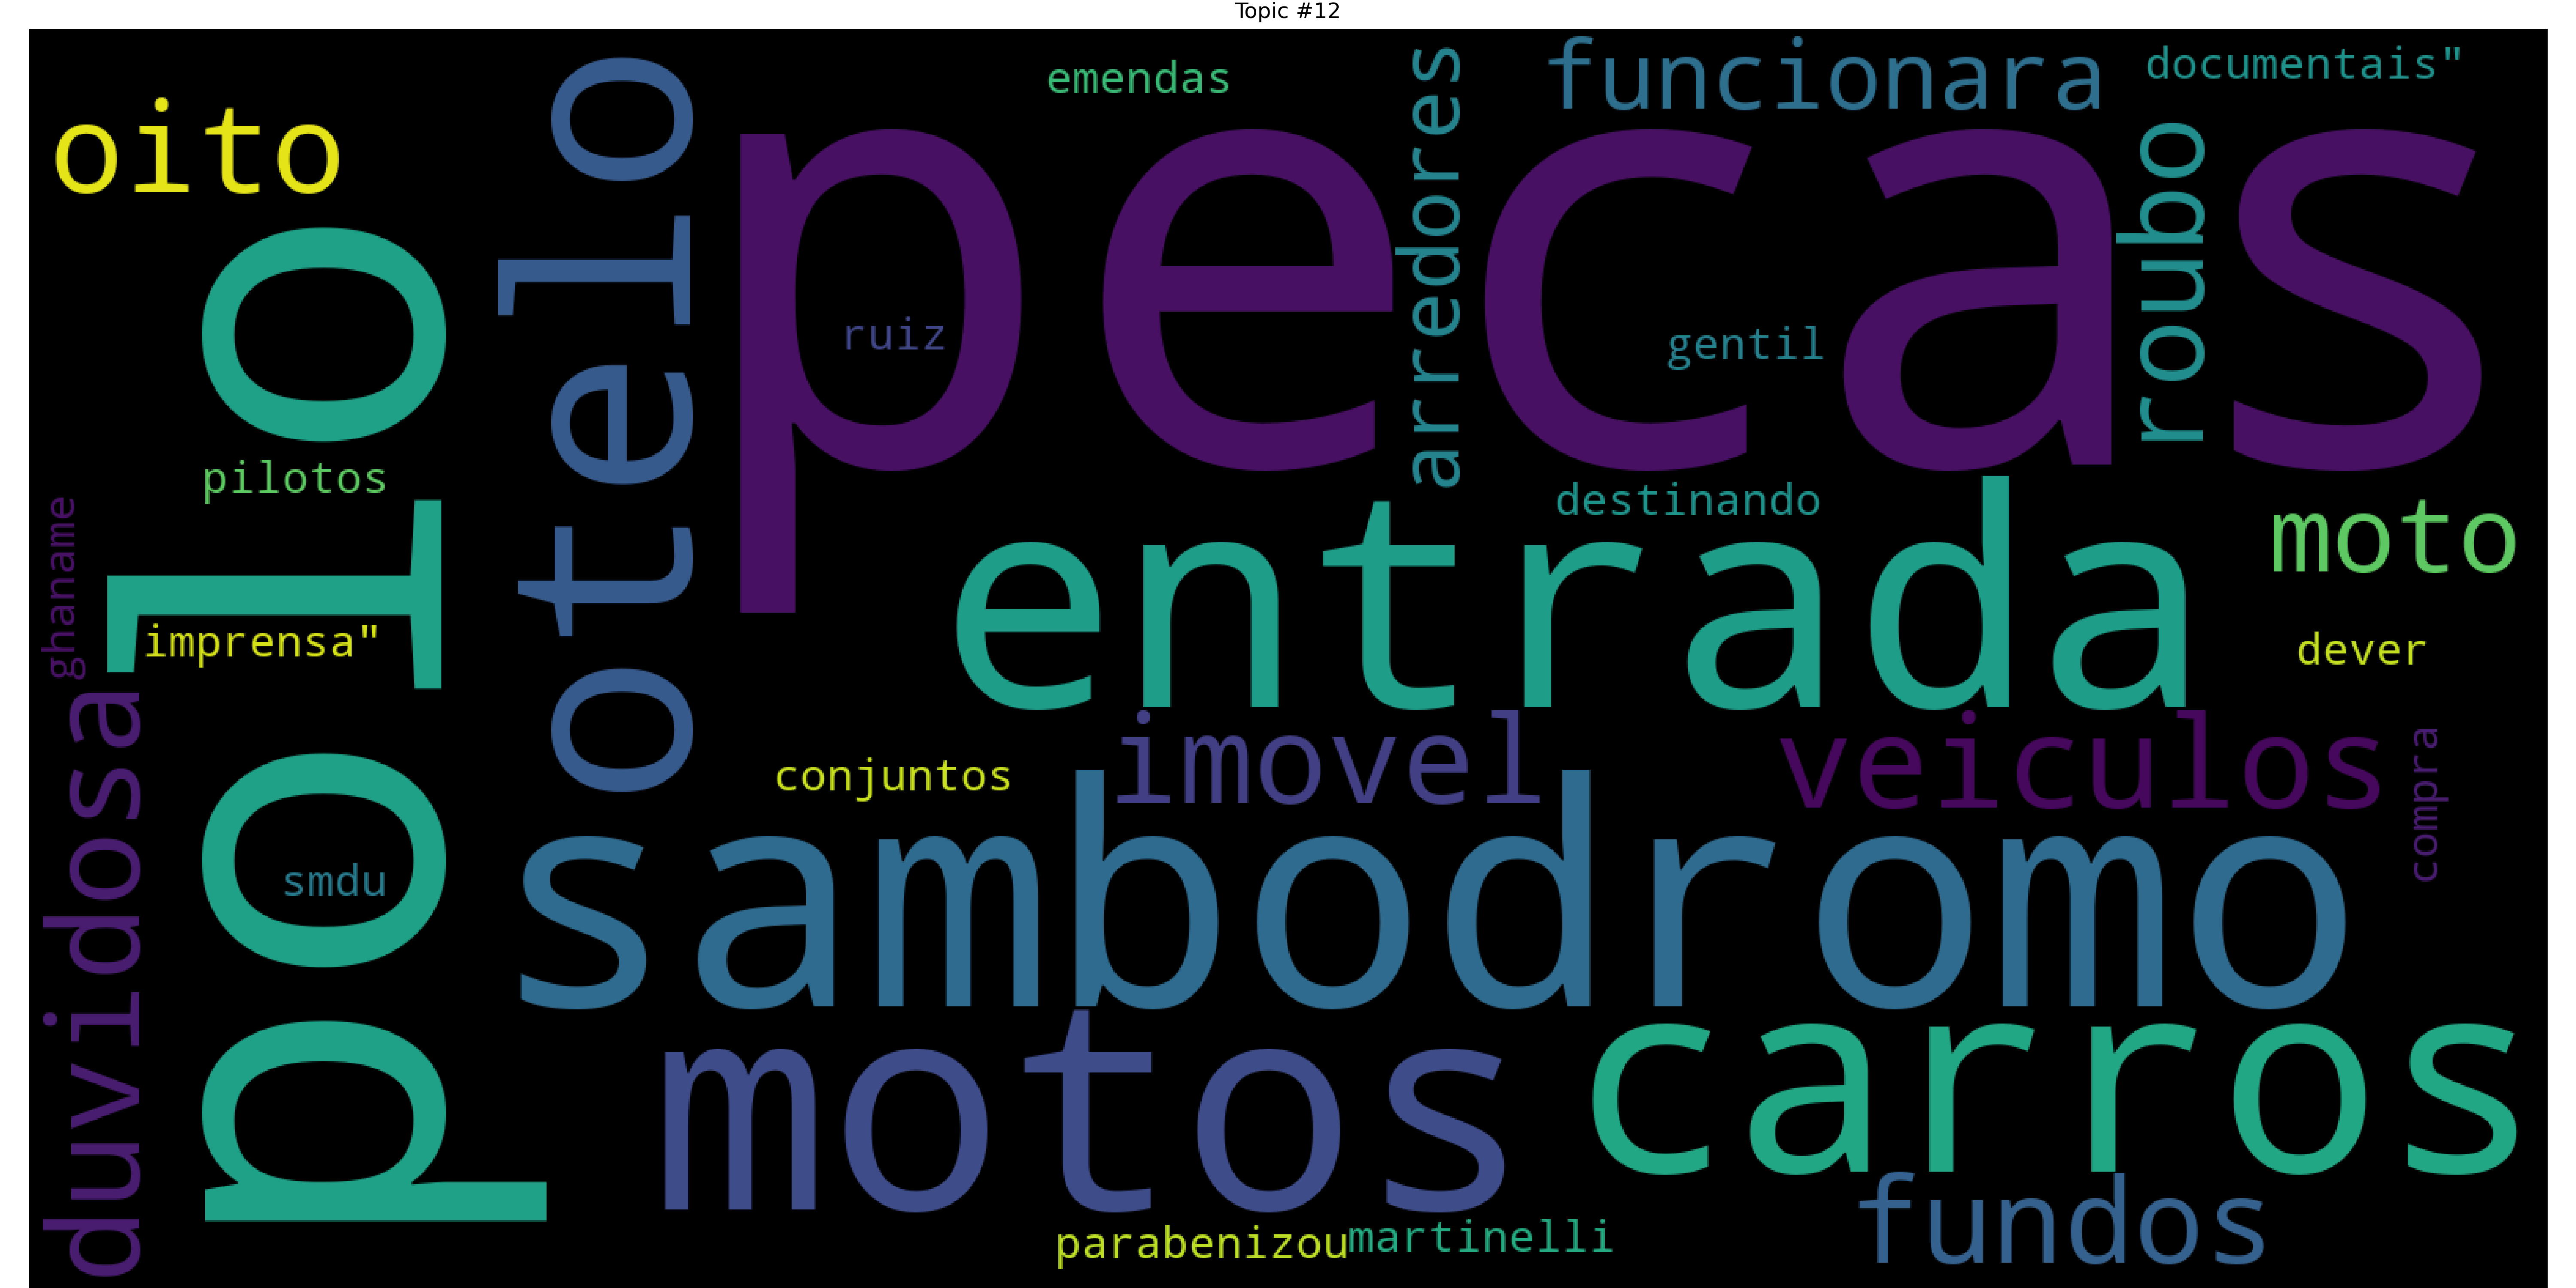 Topic #12
emendas
arredores
funcionara
documentais"
oito
otelo
pecas
roubo
polo
ruiz
gentil
pilotos
destinando
entrada
moto
ghaname
imprensa"
dever
duvidosa
conjuntos
imovel
veiculos
compra
smdu
sambodromo
motos
carros
fundos
parabenizou
martinelli